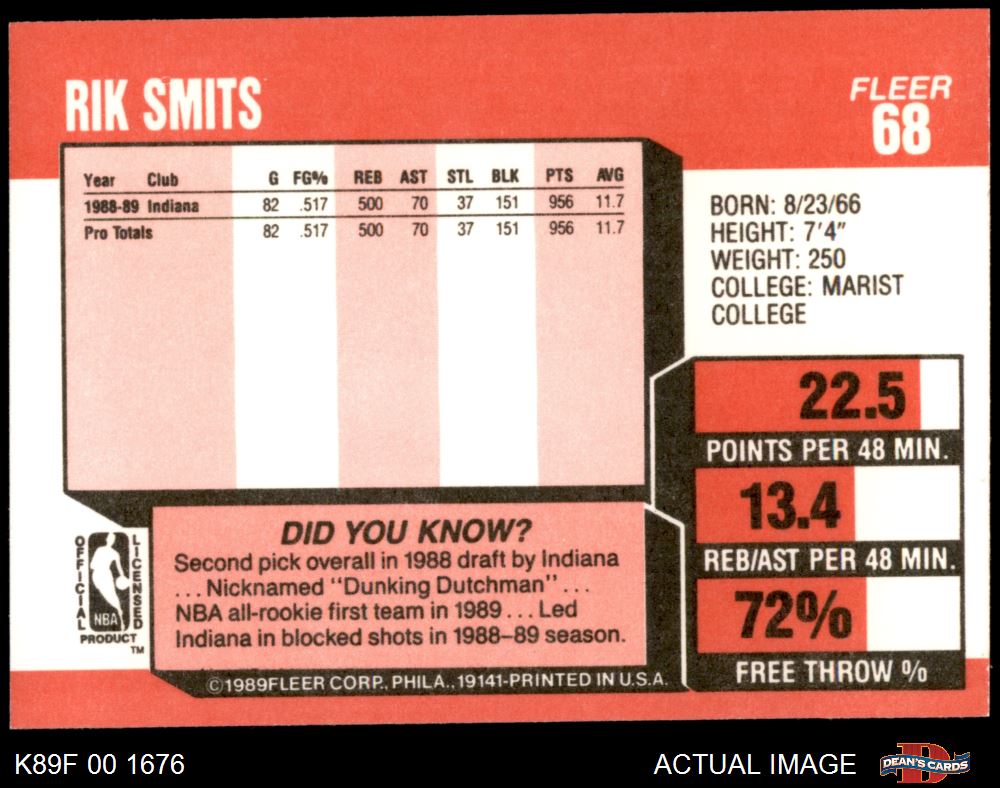 RIK SMITS
FLEER
68
Year Club G FG% REB AST STL BLK PTS AVG
1988-89 Indiana 82 .517 500 70 37 151 956 11.7
Pro Totals 82 .517 500 70 37 151 956 11.7
BORN: 8/23/66
HEIGHT: 7'4"
WEIGHT: 250
COLLEGE: MARIST
COLLEGE
22.5
POINTS PER 48 MIN.
13.4
REB/AST PER 48 MIN.
72%
FREE THROW %
DID YOU KNOW?
Second pick overall in 1988 draft by Indiana
... Nicknamed "Dunking Dutchman" ...
NBA all-rookie first team in 1989 ... Led
Indiana in blocked shots in 1988–89 season.
OFFICIAL
LICENSED
NBA
PRODUCT
TM
©1989FLEER CORP., PHILA., 19141-PRINTED IN U.S.A.
K89F 00 1676
ACTUAL IMAGE
D
DEAN'S CARDS